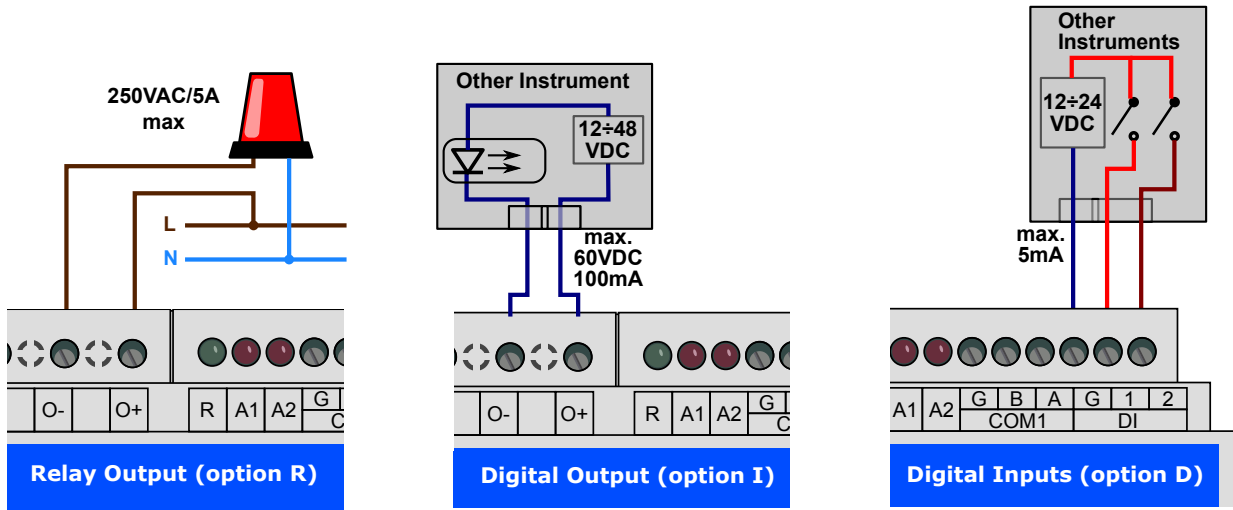 250VAC/5A
max
L
N
O-
O+
R
A1
A2
G
C
Relay Output (option R)
Other Instrument
12÷48
VDC
max.
60VDC
100mA
O-
O+
R
A1
A2
G
C
Digital Output (option I)
Other
Instruments
12÷24
VDC
max.
5mA
A1
A2
G
B
A
G
1
2
COM1
DI
Digital Inputs (option D)